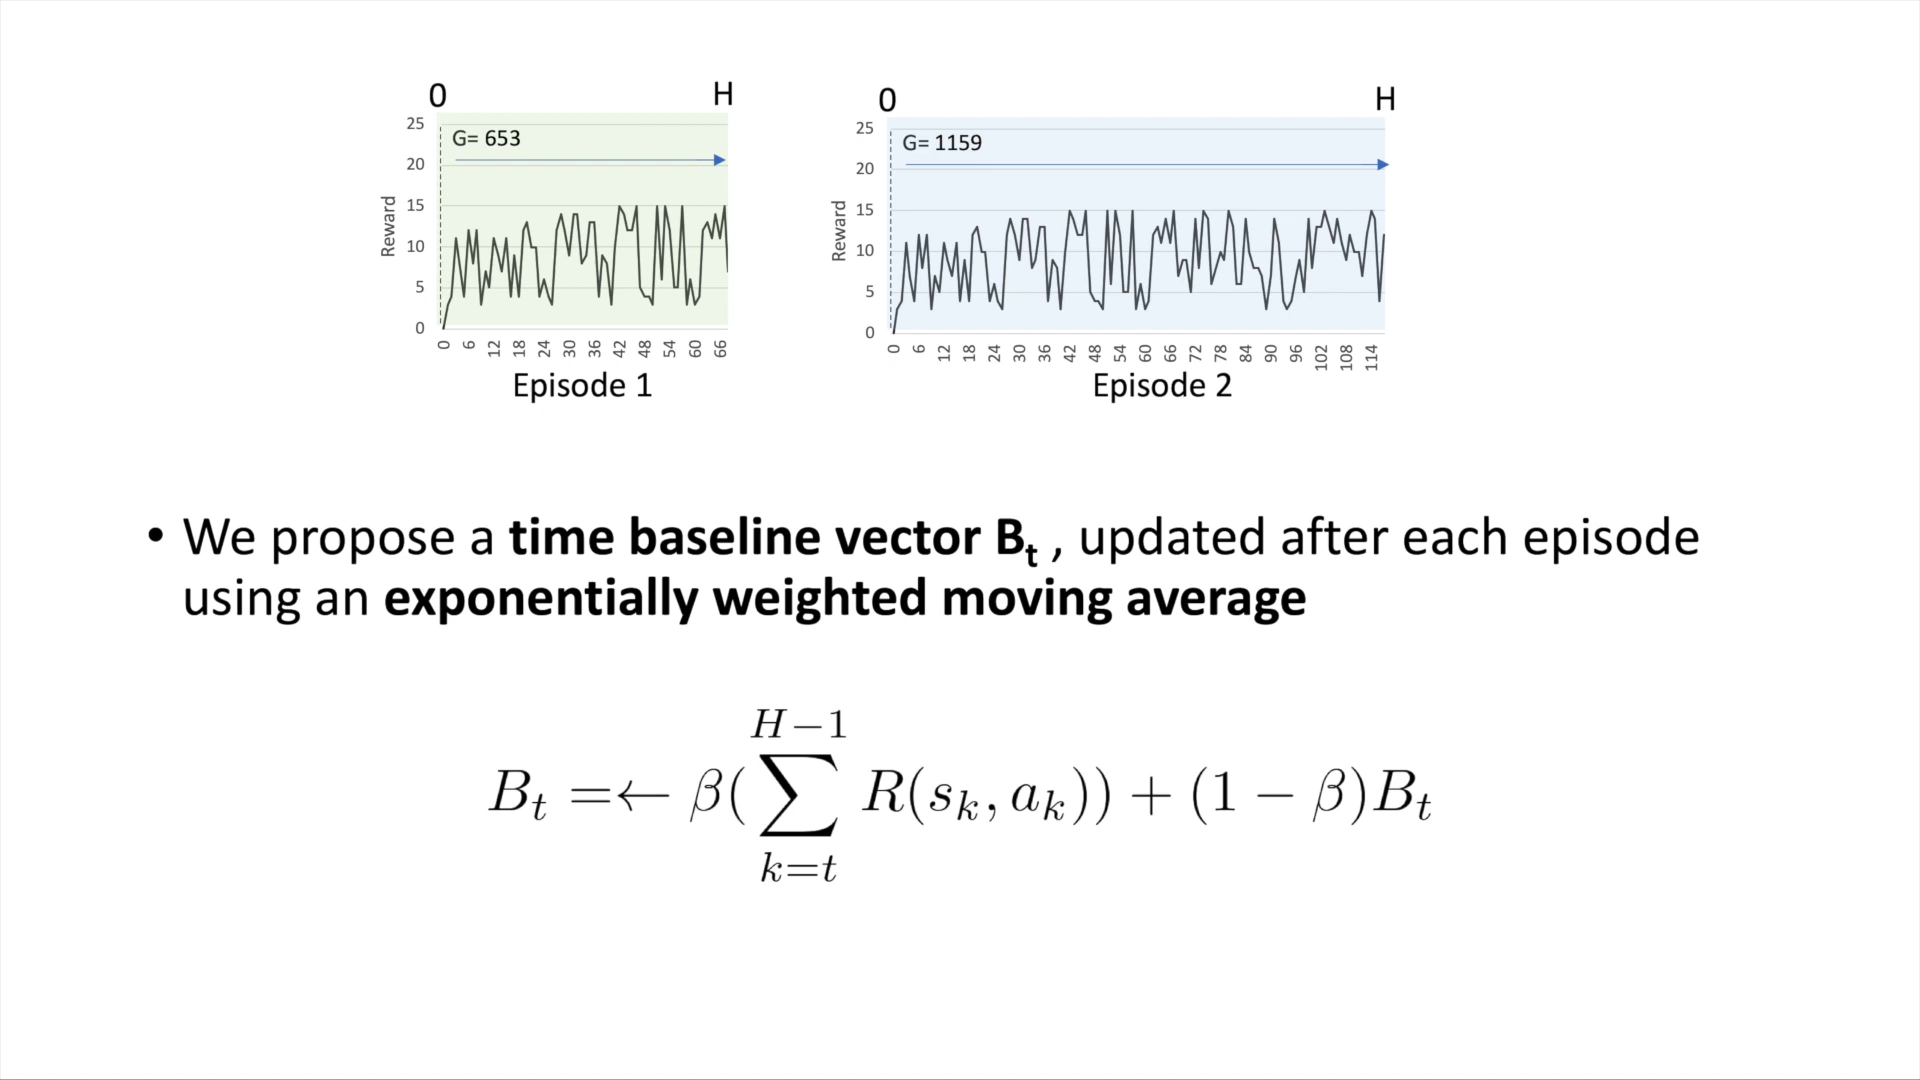 0 H
25
G= 653
20
15
10
5
0
Reward
0 6 12 18 24 30 36 42 48 54 60 66
Episode 1
0 H
25
G= 1159
20
15
10
5
0
Reward
0 6 12 18 24 30 36 42 48 54 60 66 72 78 84 90 96 102 108 114
Episode 2
• We propose a time baseline vector Bₜ , updated after each episode
using an exponentially weighted moving average
H−1
Bₜ =← β(∑ R(sₖ, aₖ)) + (1 − β)Bₜ
k=t